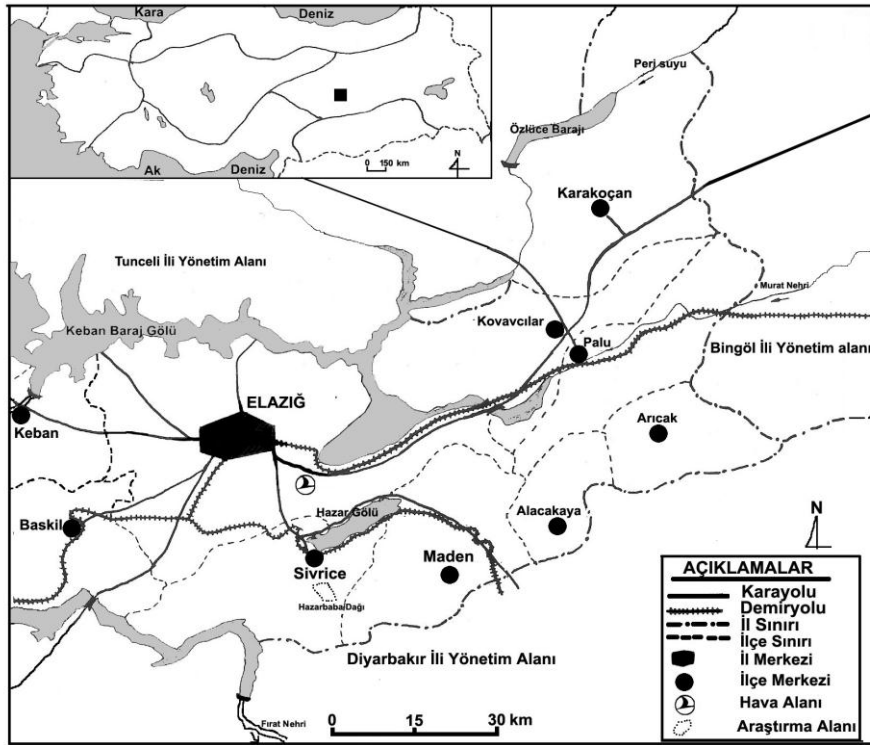 Kara
Deniz
Ak
Deniz
0 150 km
N
Peri suyu
Özlüce Barajı
Karakoçan
Tunceli İli Yönetim Alanı
Murat Nehri
Kovavcılar
Keban Baraj Gölü
Palu
Bingöl İli Yönetim alanı
ELAZIĞ
Keban
Arıcak
Hazar Gölü
Alacakaya
Baskil
N
Sivrice
Maden
Hazarbaba Dağı
Diyarbakır İli Yönetim Alanı
Fırat Nehri
0 15 30 km
AÇIKLAMALAR
Karayolu
Demiryolu
İl Sınırı
İlçe Sınırı
İl Merkezi
İlçe Merkezi
Hava Alanı
Araştırma Alanı